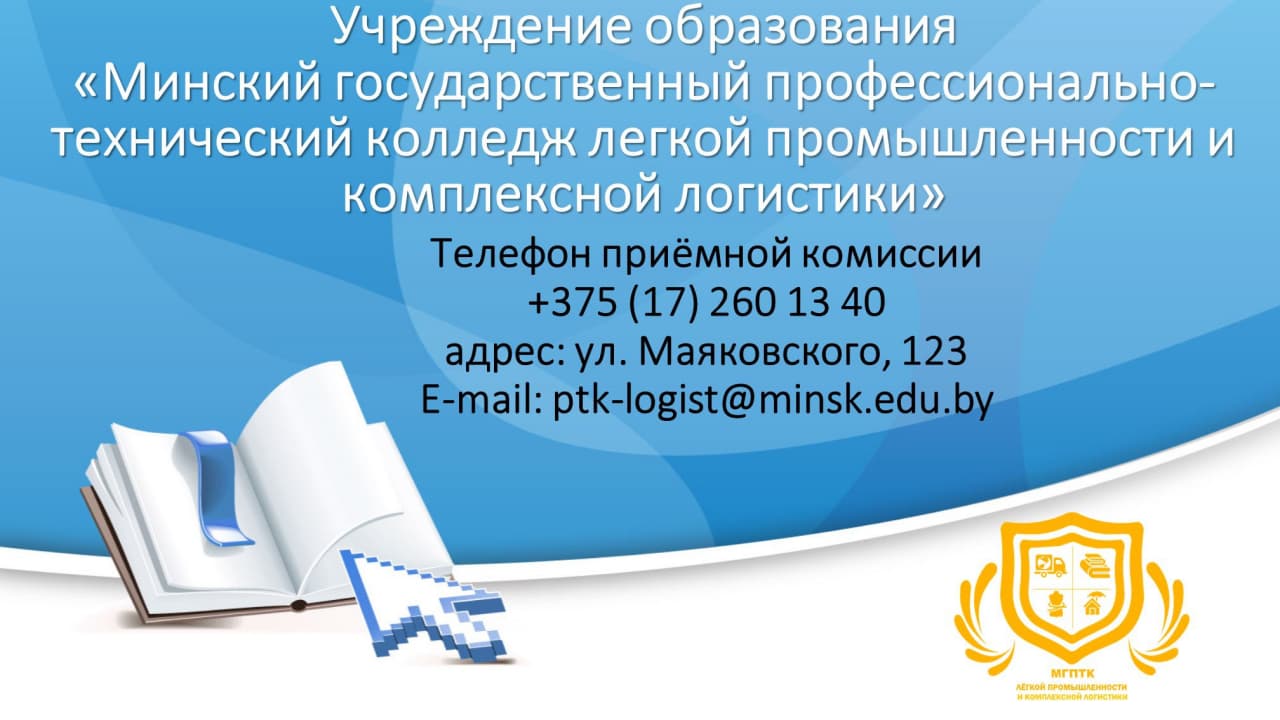 Учреждение образования
«Минский государственный профессионально-
технический колледж легкой промышленности и
комплексной логистики»
Телефон приёмной комиссии
+375 (17) 260 13 40
адрес: ул. Маяковского, 123
E-mail: ptk-logist@minsk.edu.by
МГПТК
ЛЁГКОЙ ПРОМЫШЛЕННОСТИ
И КОМПЛЕКСНОЙ ЛОГИСТИКИ